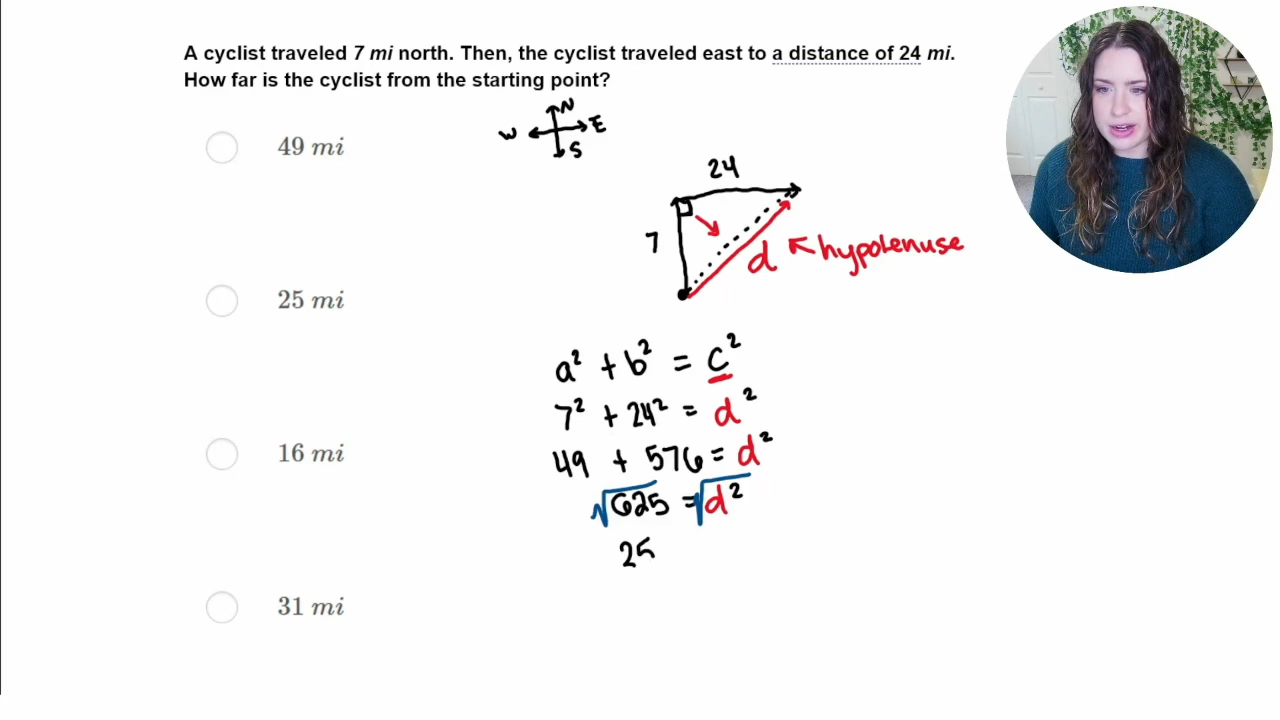 A cyclist traveled 7 mi north. Then, the cyclist traveled east to a distance of 24 mi.
How far is the cyclist from the starting point?
N
W E
S
49 mi
24
7
d hypotenuse
25 mi
a² + b² = c²
7² + 24² = d²
16 mi
49 + 576 = d²
√625 = √d²
25
31 mi